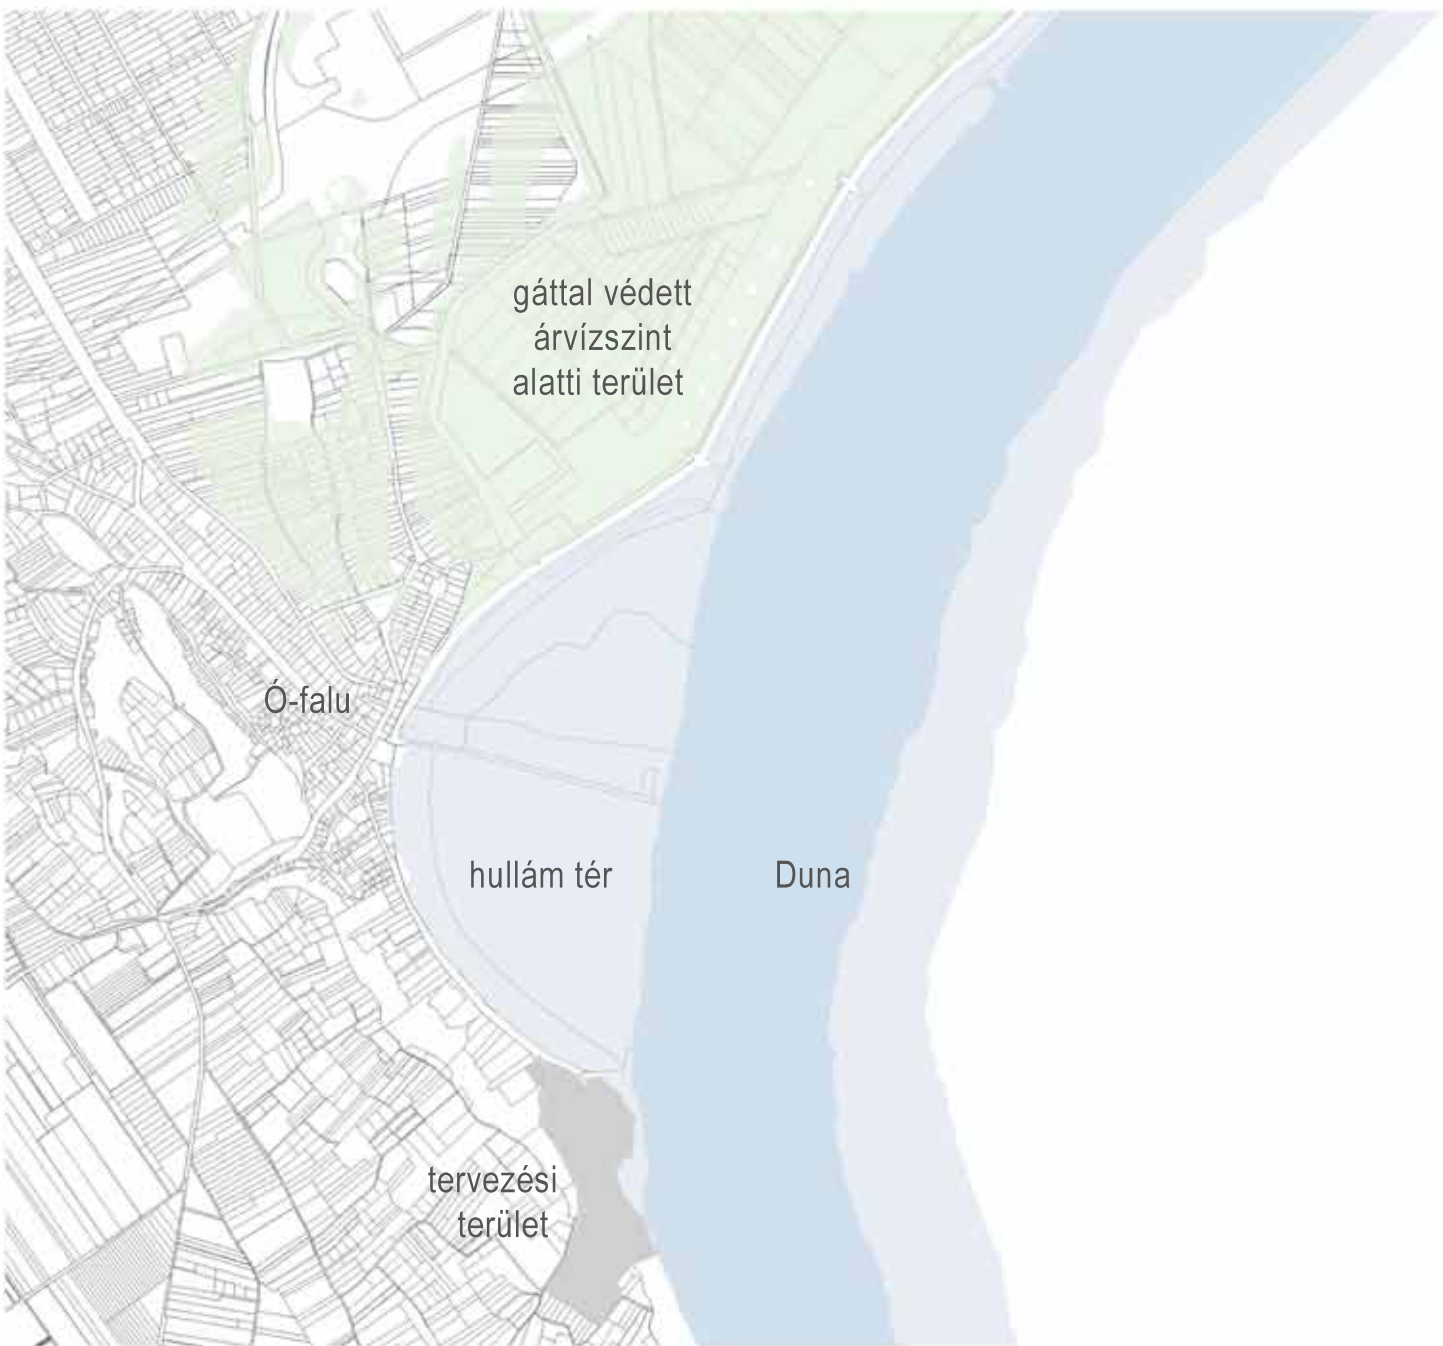 gáttal védett
árvízszint
alatti terület
Ó-falu
hullám tér
Duna
tervezési
terület